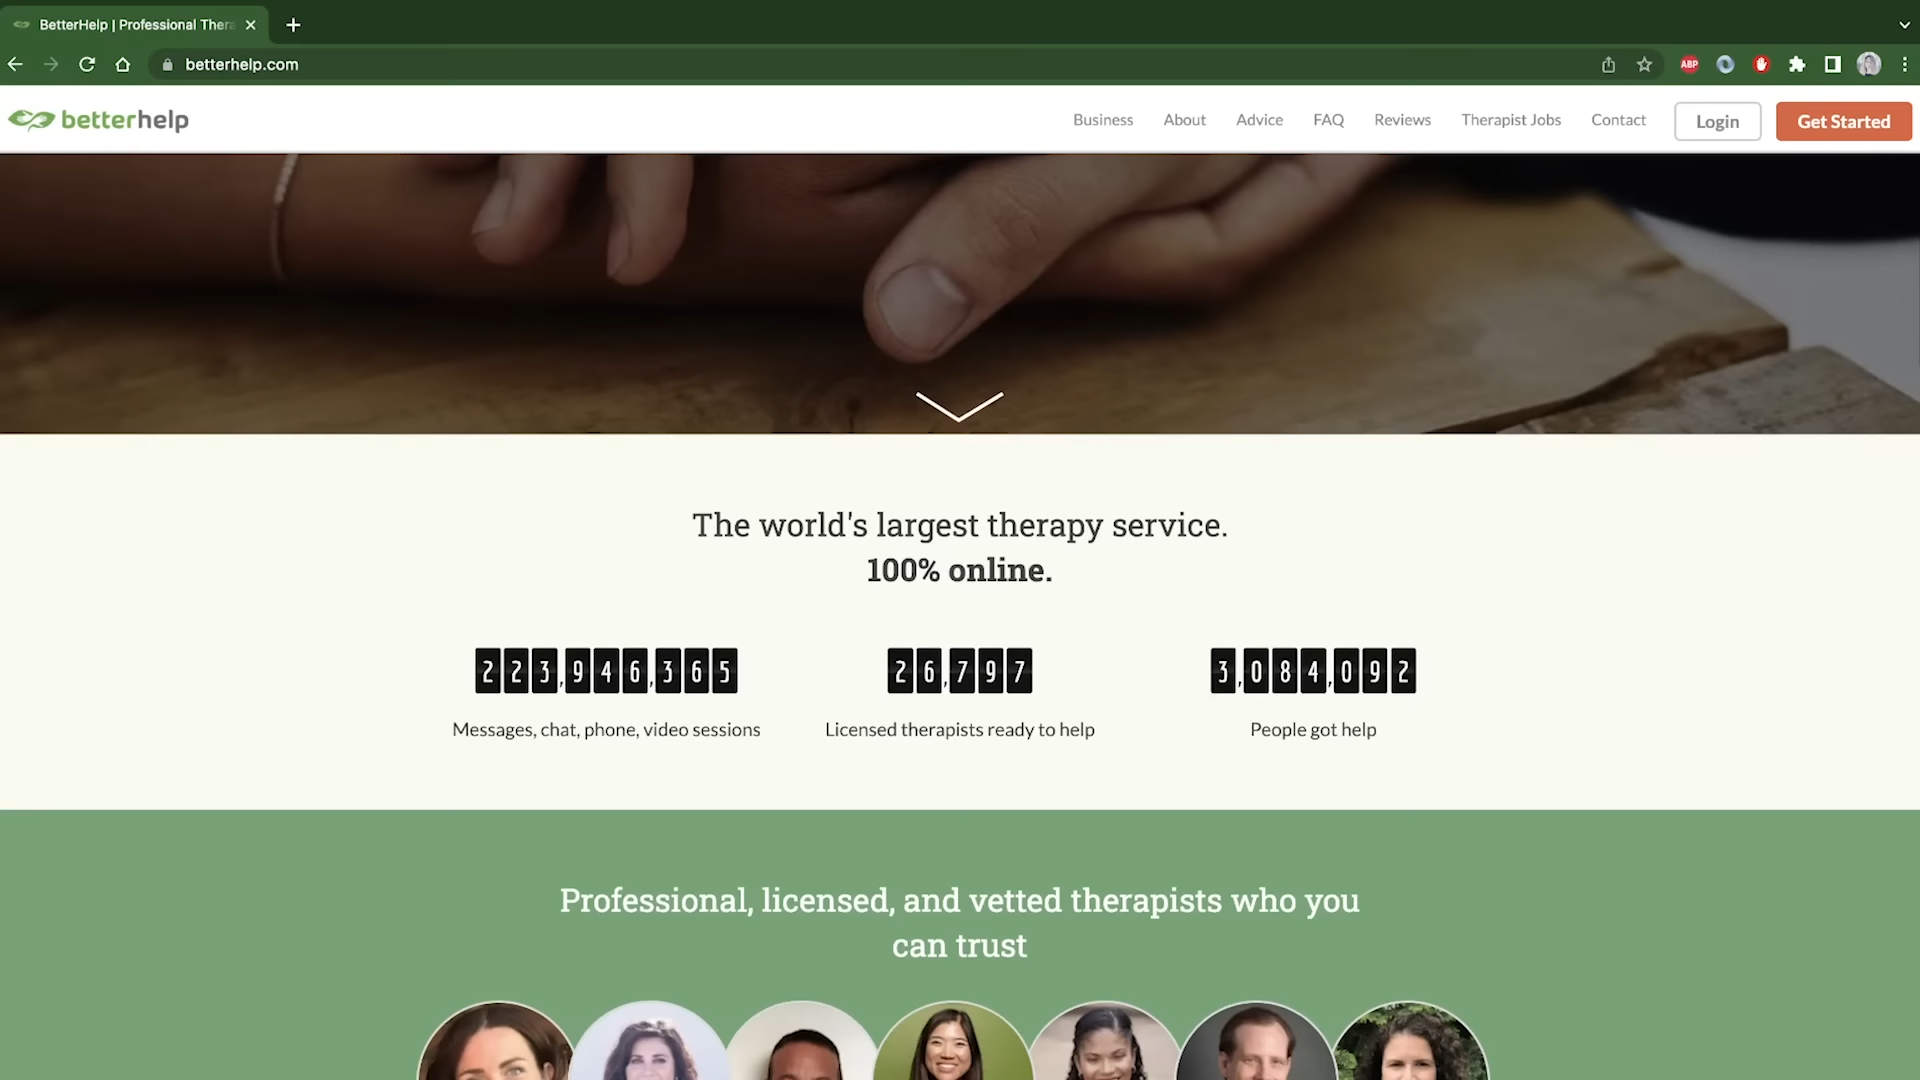 BetterHelp | Professional Thera
betterhelp.com
ABP
betterhelp
Business
About
Advice
FAQ
Reviews
Therapist Jobs
Contact
Login
Get Started
The world's largest therapy service.
100% online.
223,946,365
26,797
3,084,092
Messages, chat, phone, video sessions
Licensed therapists ready to help
People got help
Professional, licensed, and vetted therapists who you
can trust